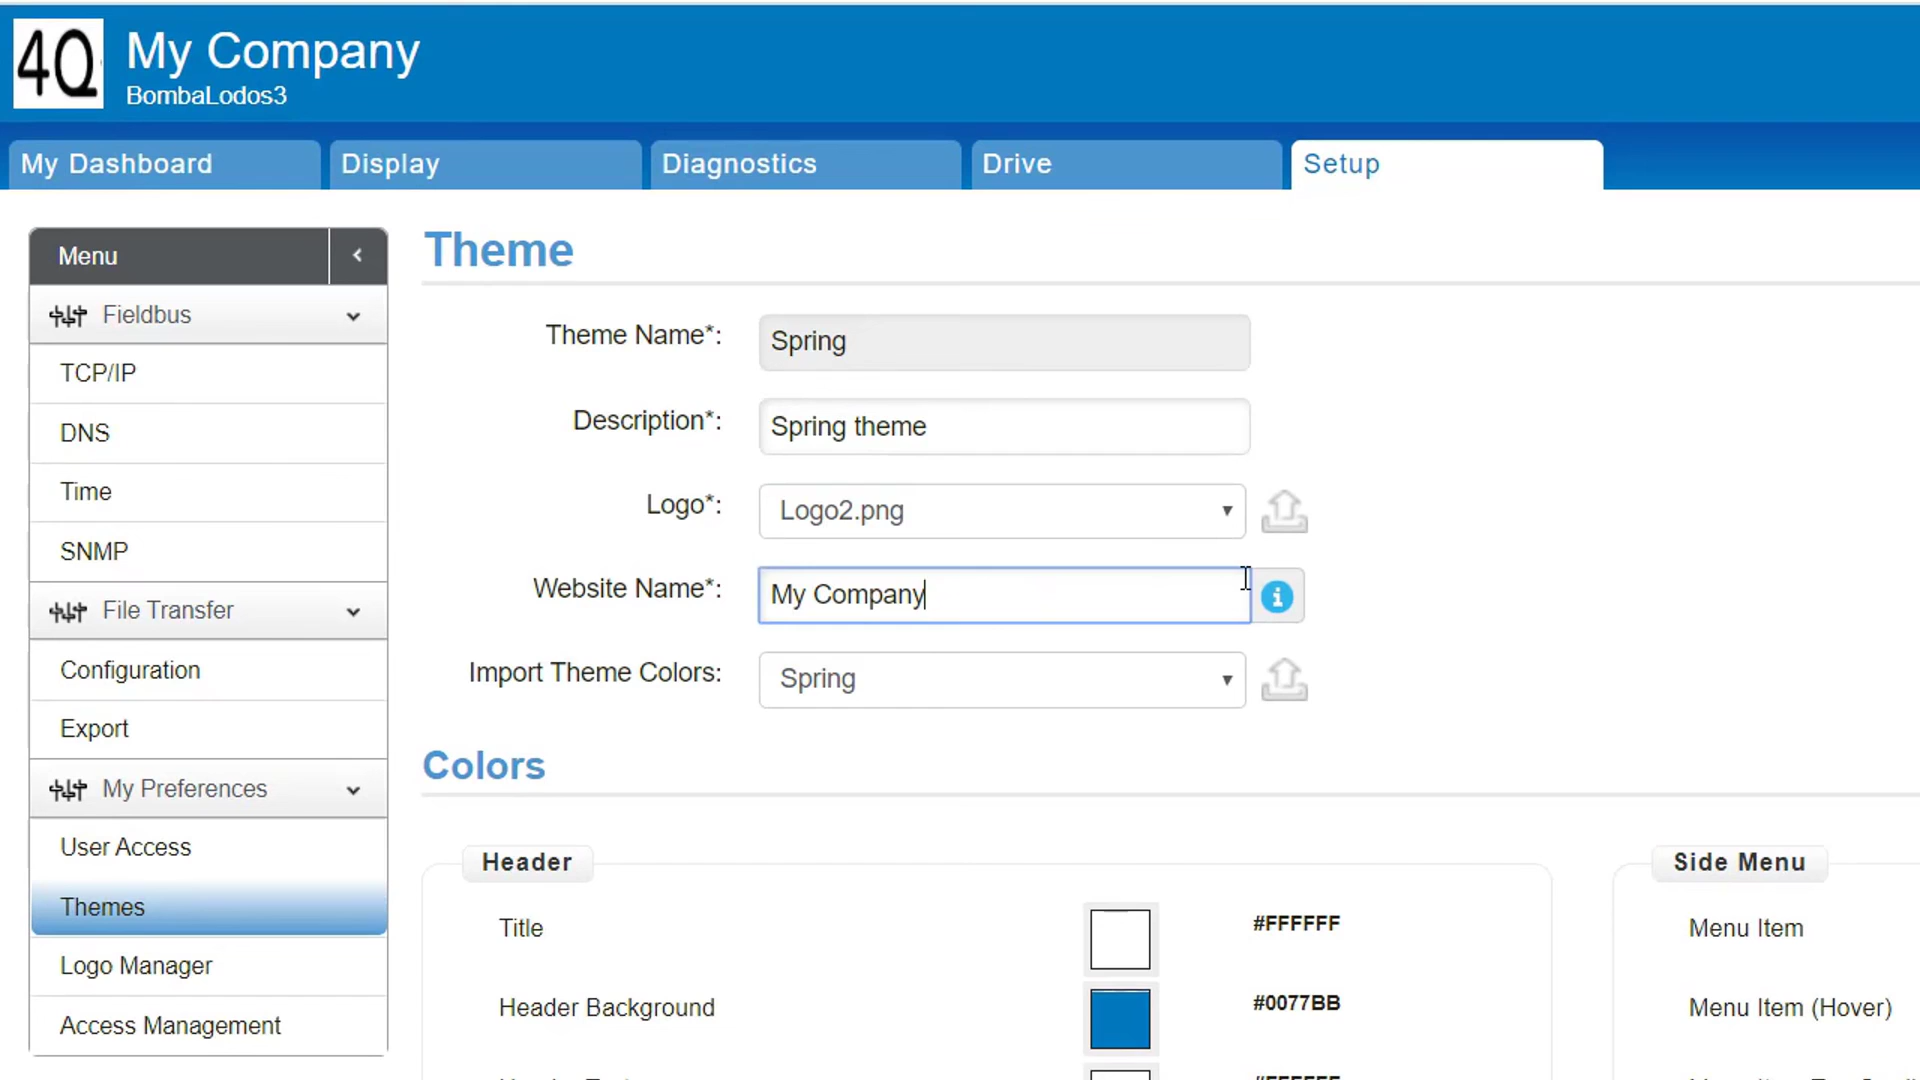 4Q
My Company
BombaLodos3
My Dashboard
Display
Diagnostics
Drive
Setup
Menu
Fieldbus
TCP/IP
DNS
Time
SNMP
File Transfer
Configuration
Export
My Preferences
User Access
Themes
Logo Manager
Access Management
Theme
Theme Name*: Spring
Description*: Spring theme
Logo*: Logo2.png
Website Name*: My Company
Import Theme Colors: Spring
Colors
Header
Title #FFFFFF
Header Background #0077BB
Side Menu
Menu Item
Menu Item (Hover)